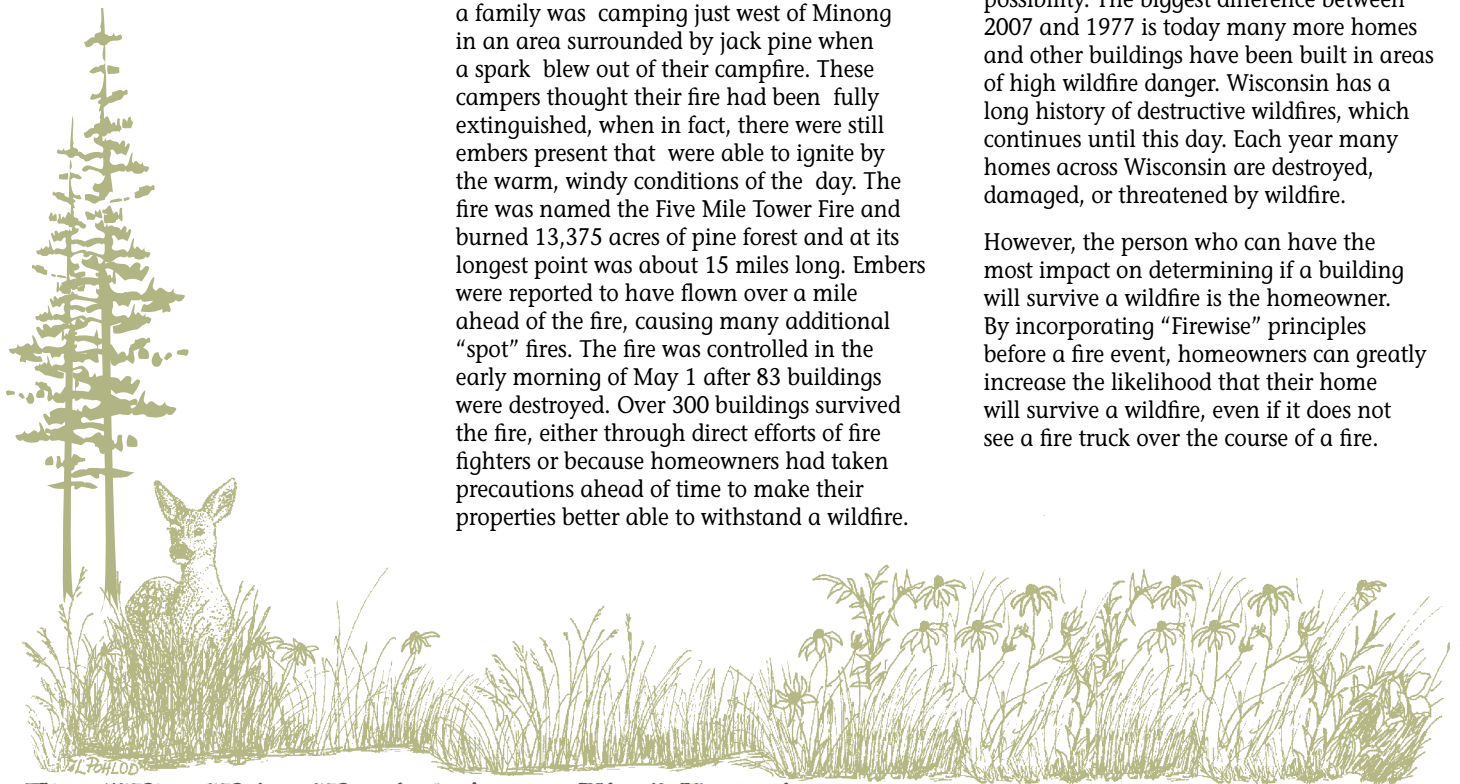 a family was camping just west of Minong
in an area surrounded by jack pine when
a spark blew out of their campfire. These
campers thought their fire had been fully
extinguished, when in fact, there were still
embers present that were able to ignite by
the warm, windy conditions of the day. The
fire was named the Five Mile Tower Fire and
burned 13,375 acres of pine forest and at its
longest point was about 15 miles long. Embers
were reported to have flown over a mile
ahead of the fire, causing many additional
“spot” fires. The fire was controlled in the
early morning of May 1 after 83 buildings
were destroyed. Over 300 buildings survived
the fire, either through direct efforts of fire
fighters or because homeowners had taken
precautions ahead of time to make their
properties better able to withstand a wildfire.
possibility. The biggest difference between
2007 and 1977 is today many more homes
and other buildings have been built in areas
of high wildfire danger. Wisconsin has a
long history of destructive wildfires, which
continues until this day. Each year many
homes across Wisconsin are destroyed,
damaged, or threatened by wildfire.
However, the person who can have the
most impact on determining if a building
will survive a wildfire is the homeowner.
By incorporating “Firewise” principles
before a fire event, homeowners can greatly
increase the likelihood that their home
will survive a wildfire, even if it does not
see a fire truck over the course of a fire.